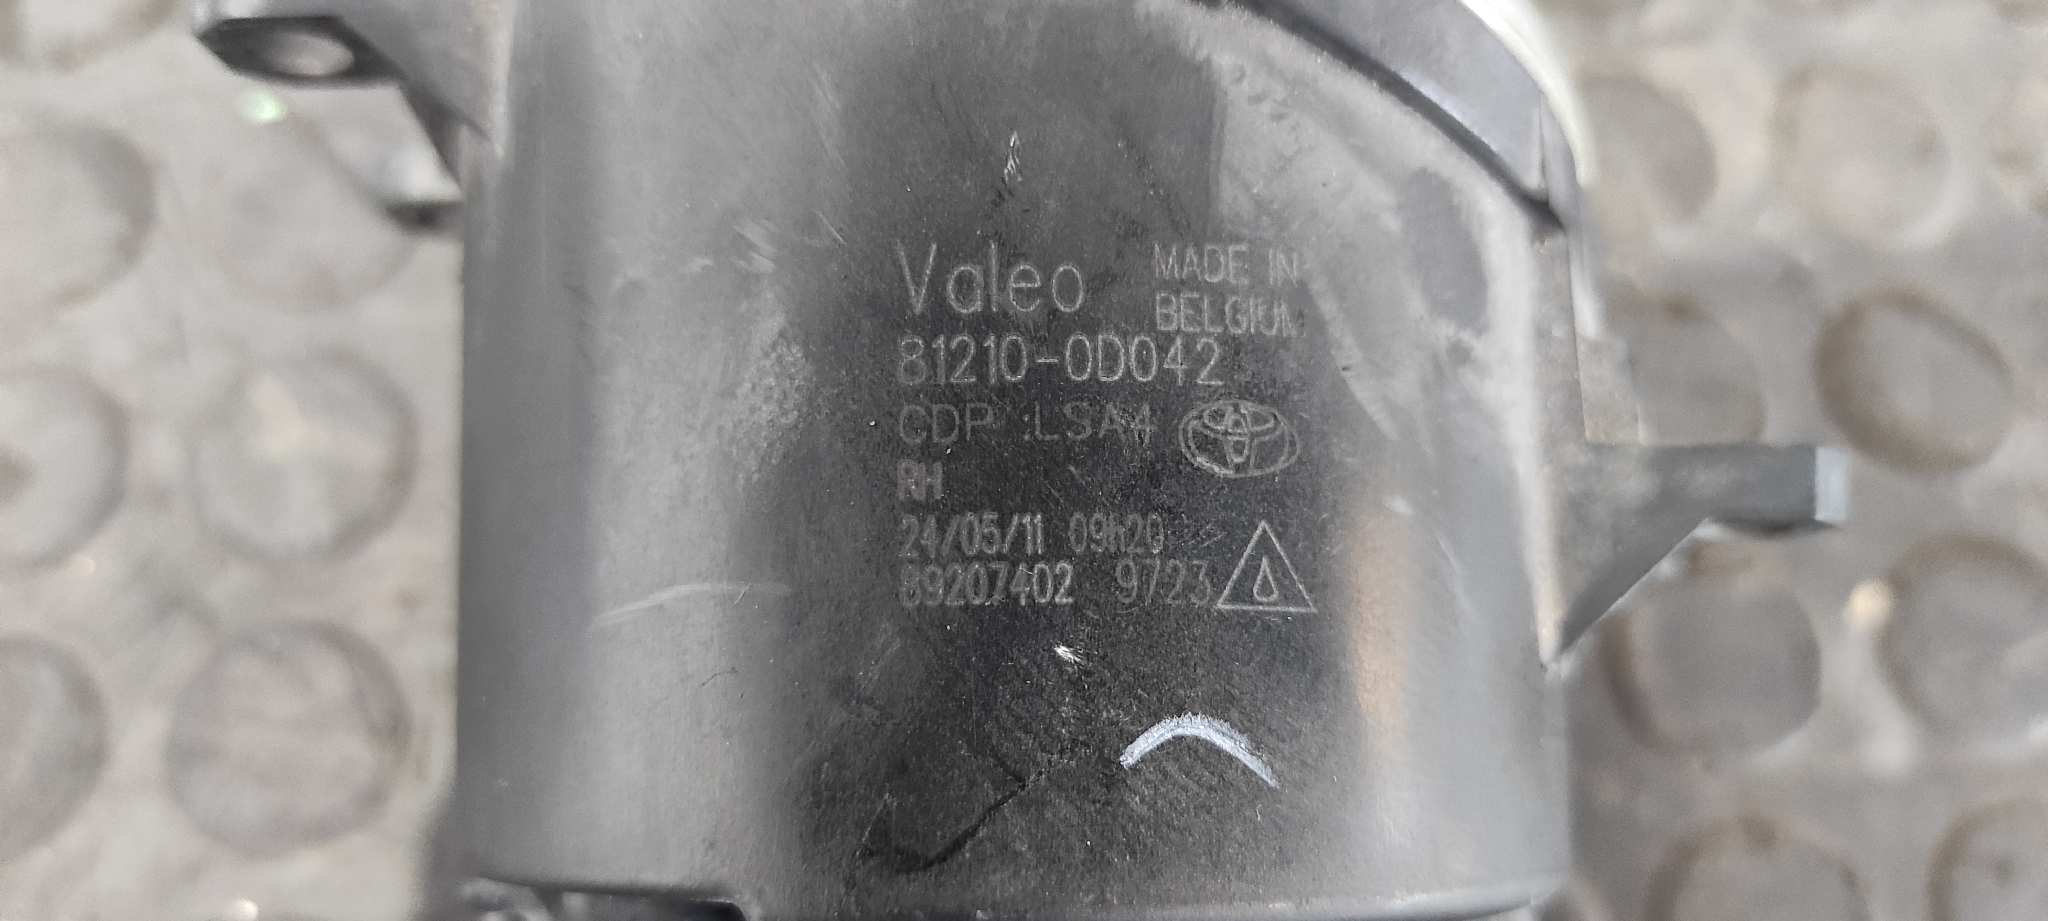 Valeo
MADE IN
BELGIUM
81210-0D042
CDP :LSA4
RH
24/05/11 09h20
89207402 9723